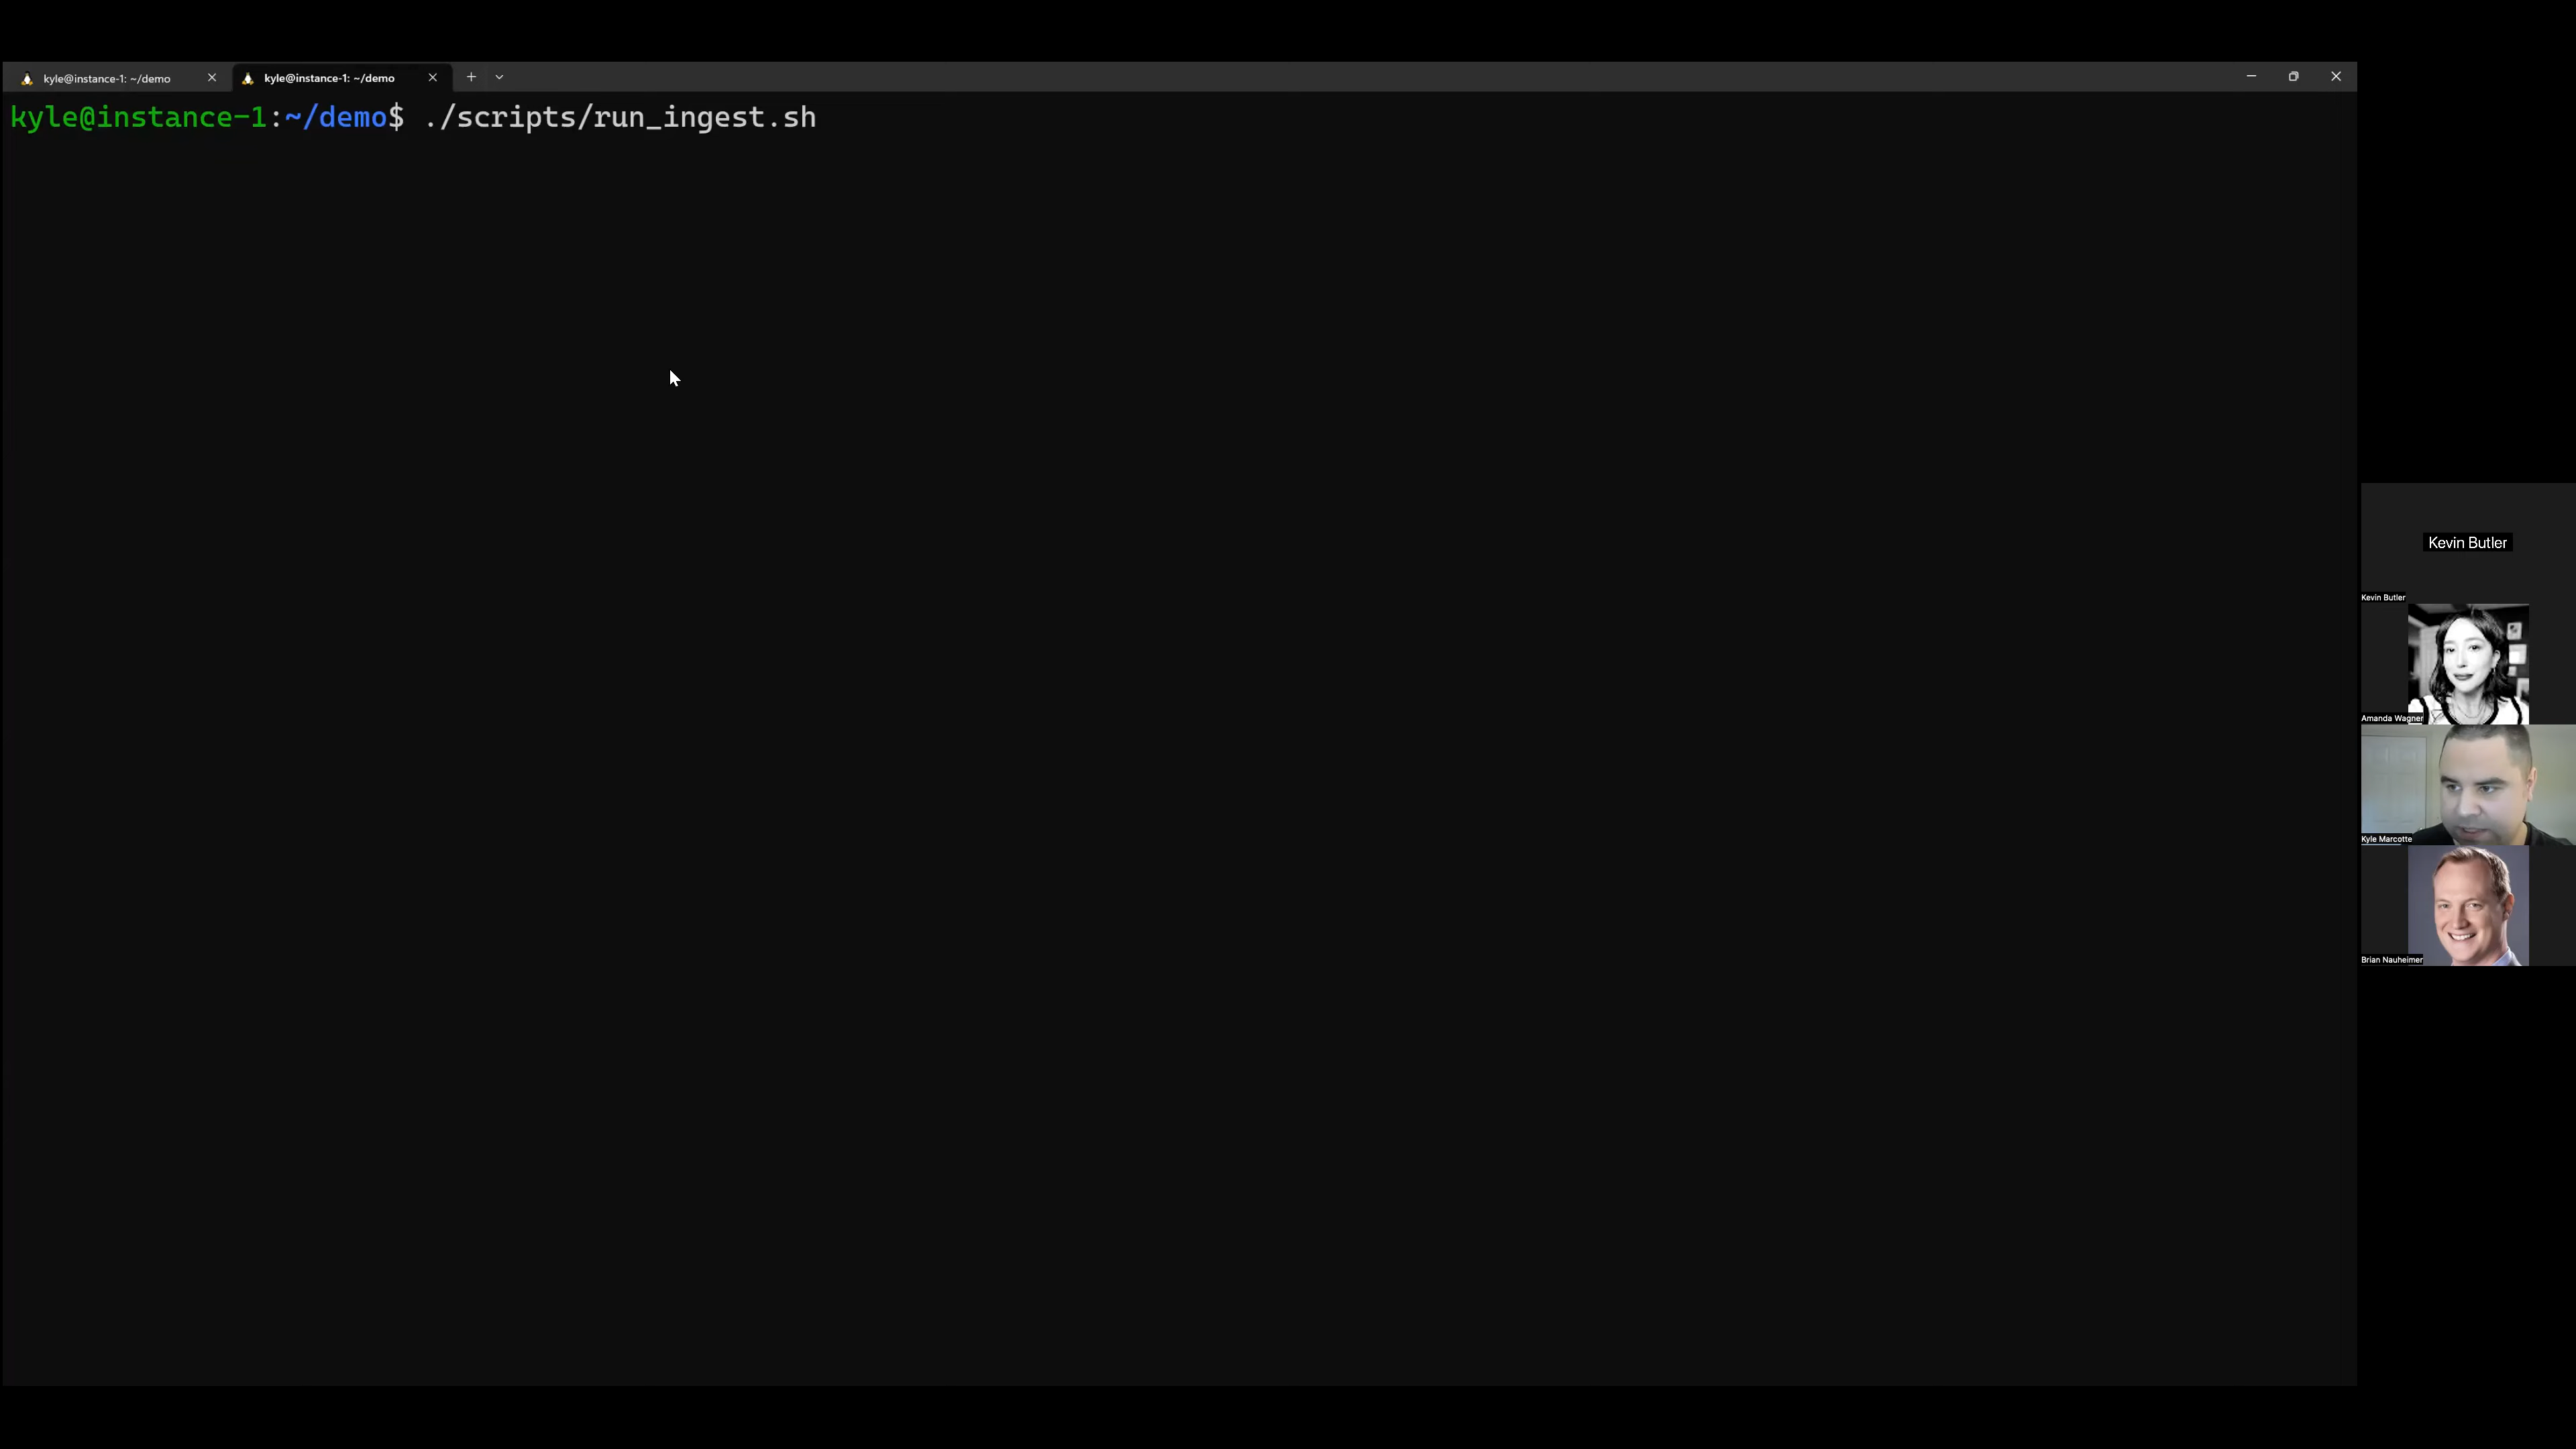 kyle@instance-1: ~/demo
kyle@instance-1: ~/demo
kyle@instance-1:~/demo$ ./scripts/run_ingest.sh
Kevin Butler
Kevin Butler
Amanda Wagner
Kyle Marcotte
Brian Nauheimer